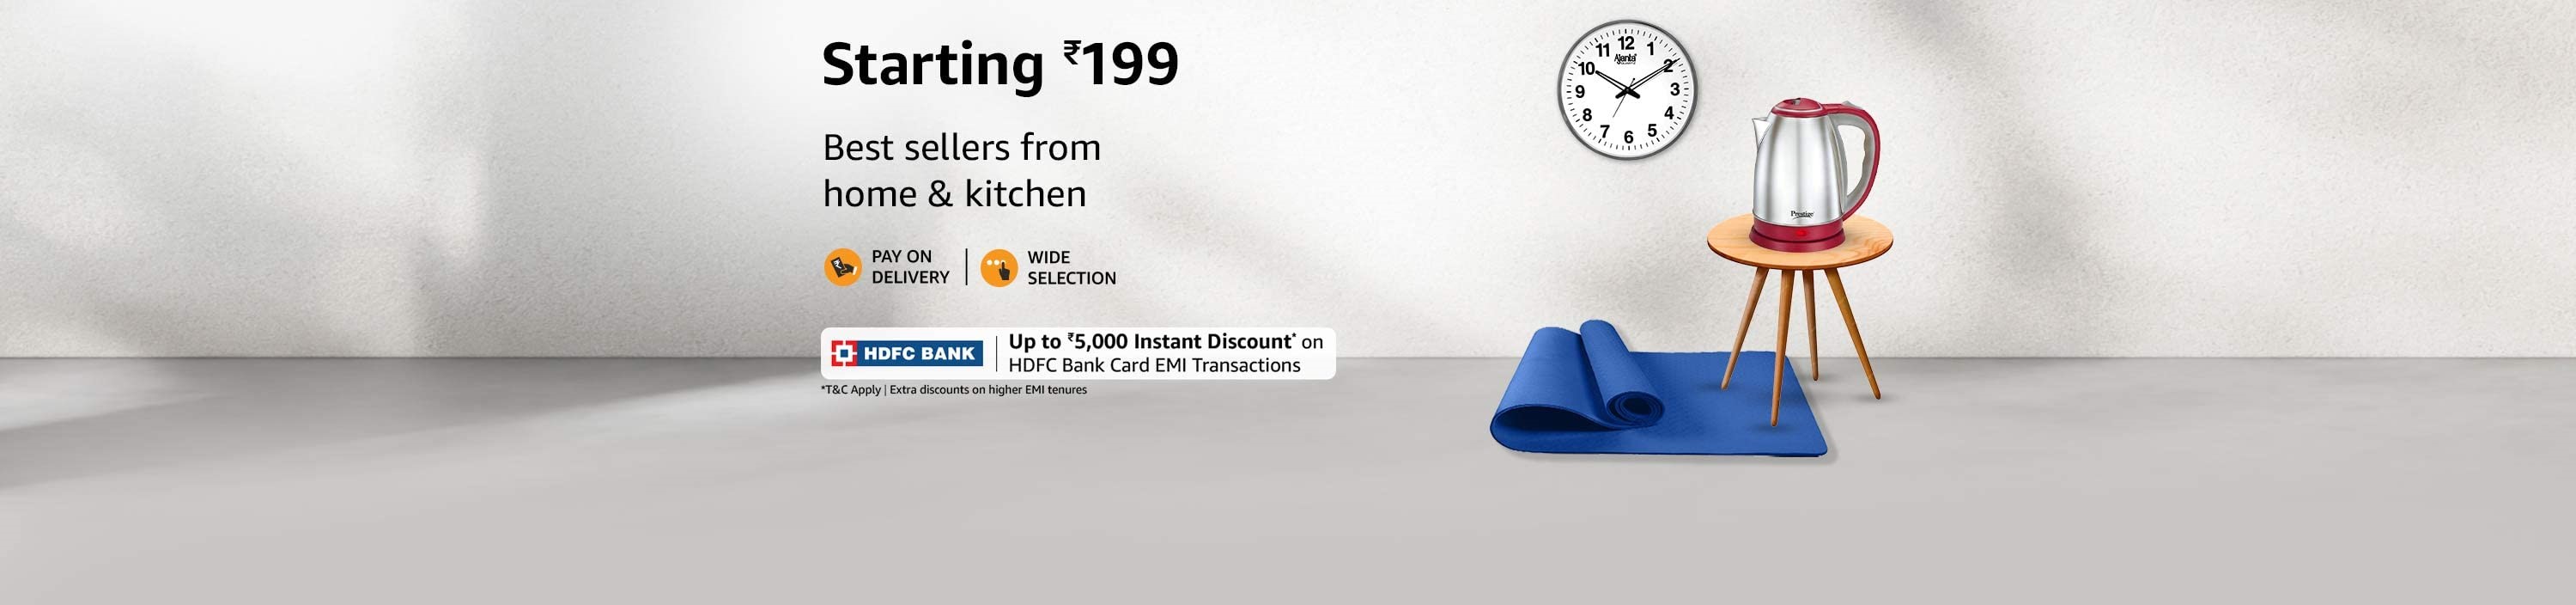 Starting ₹199
Best sellers from
home & kitchen
PAY ON
DELIVERY
WIDE
SELECTION
HDFC BANK
Up to ₹5,000 Instant Discount* on
HDFC Bank Card EMI Transactions
*T&C Apply | Extra discounts on higher EMI tenures
12
1
2
3
4
5
6
7
8
9
10
11
Ajanta
QUARTZ
Prestige